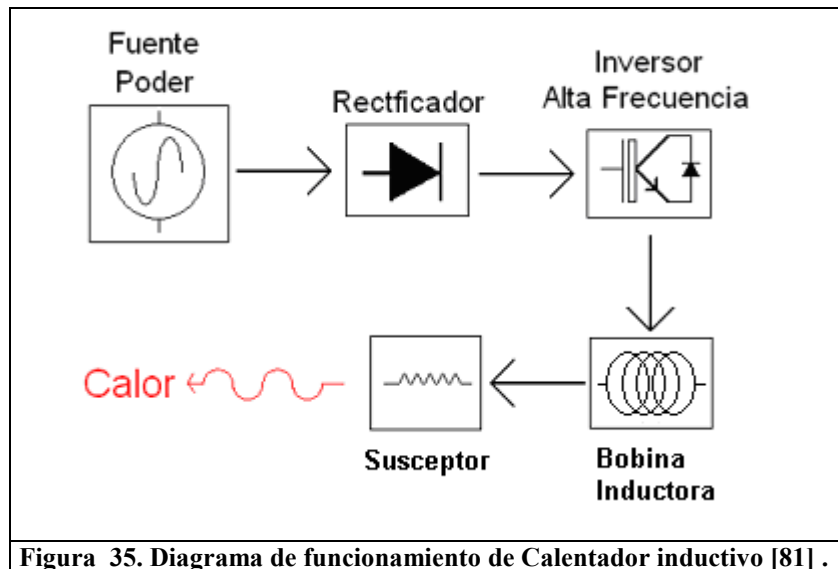 Fuente
Poder
Rectficador
Inversor
Alta Frecuencia
Calor
Susceptor
Bobina
Inductora
Figura 35. Diagrama de funcionamiento de Calentador inductivo [81] .